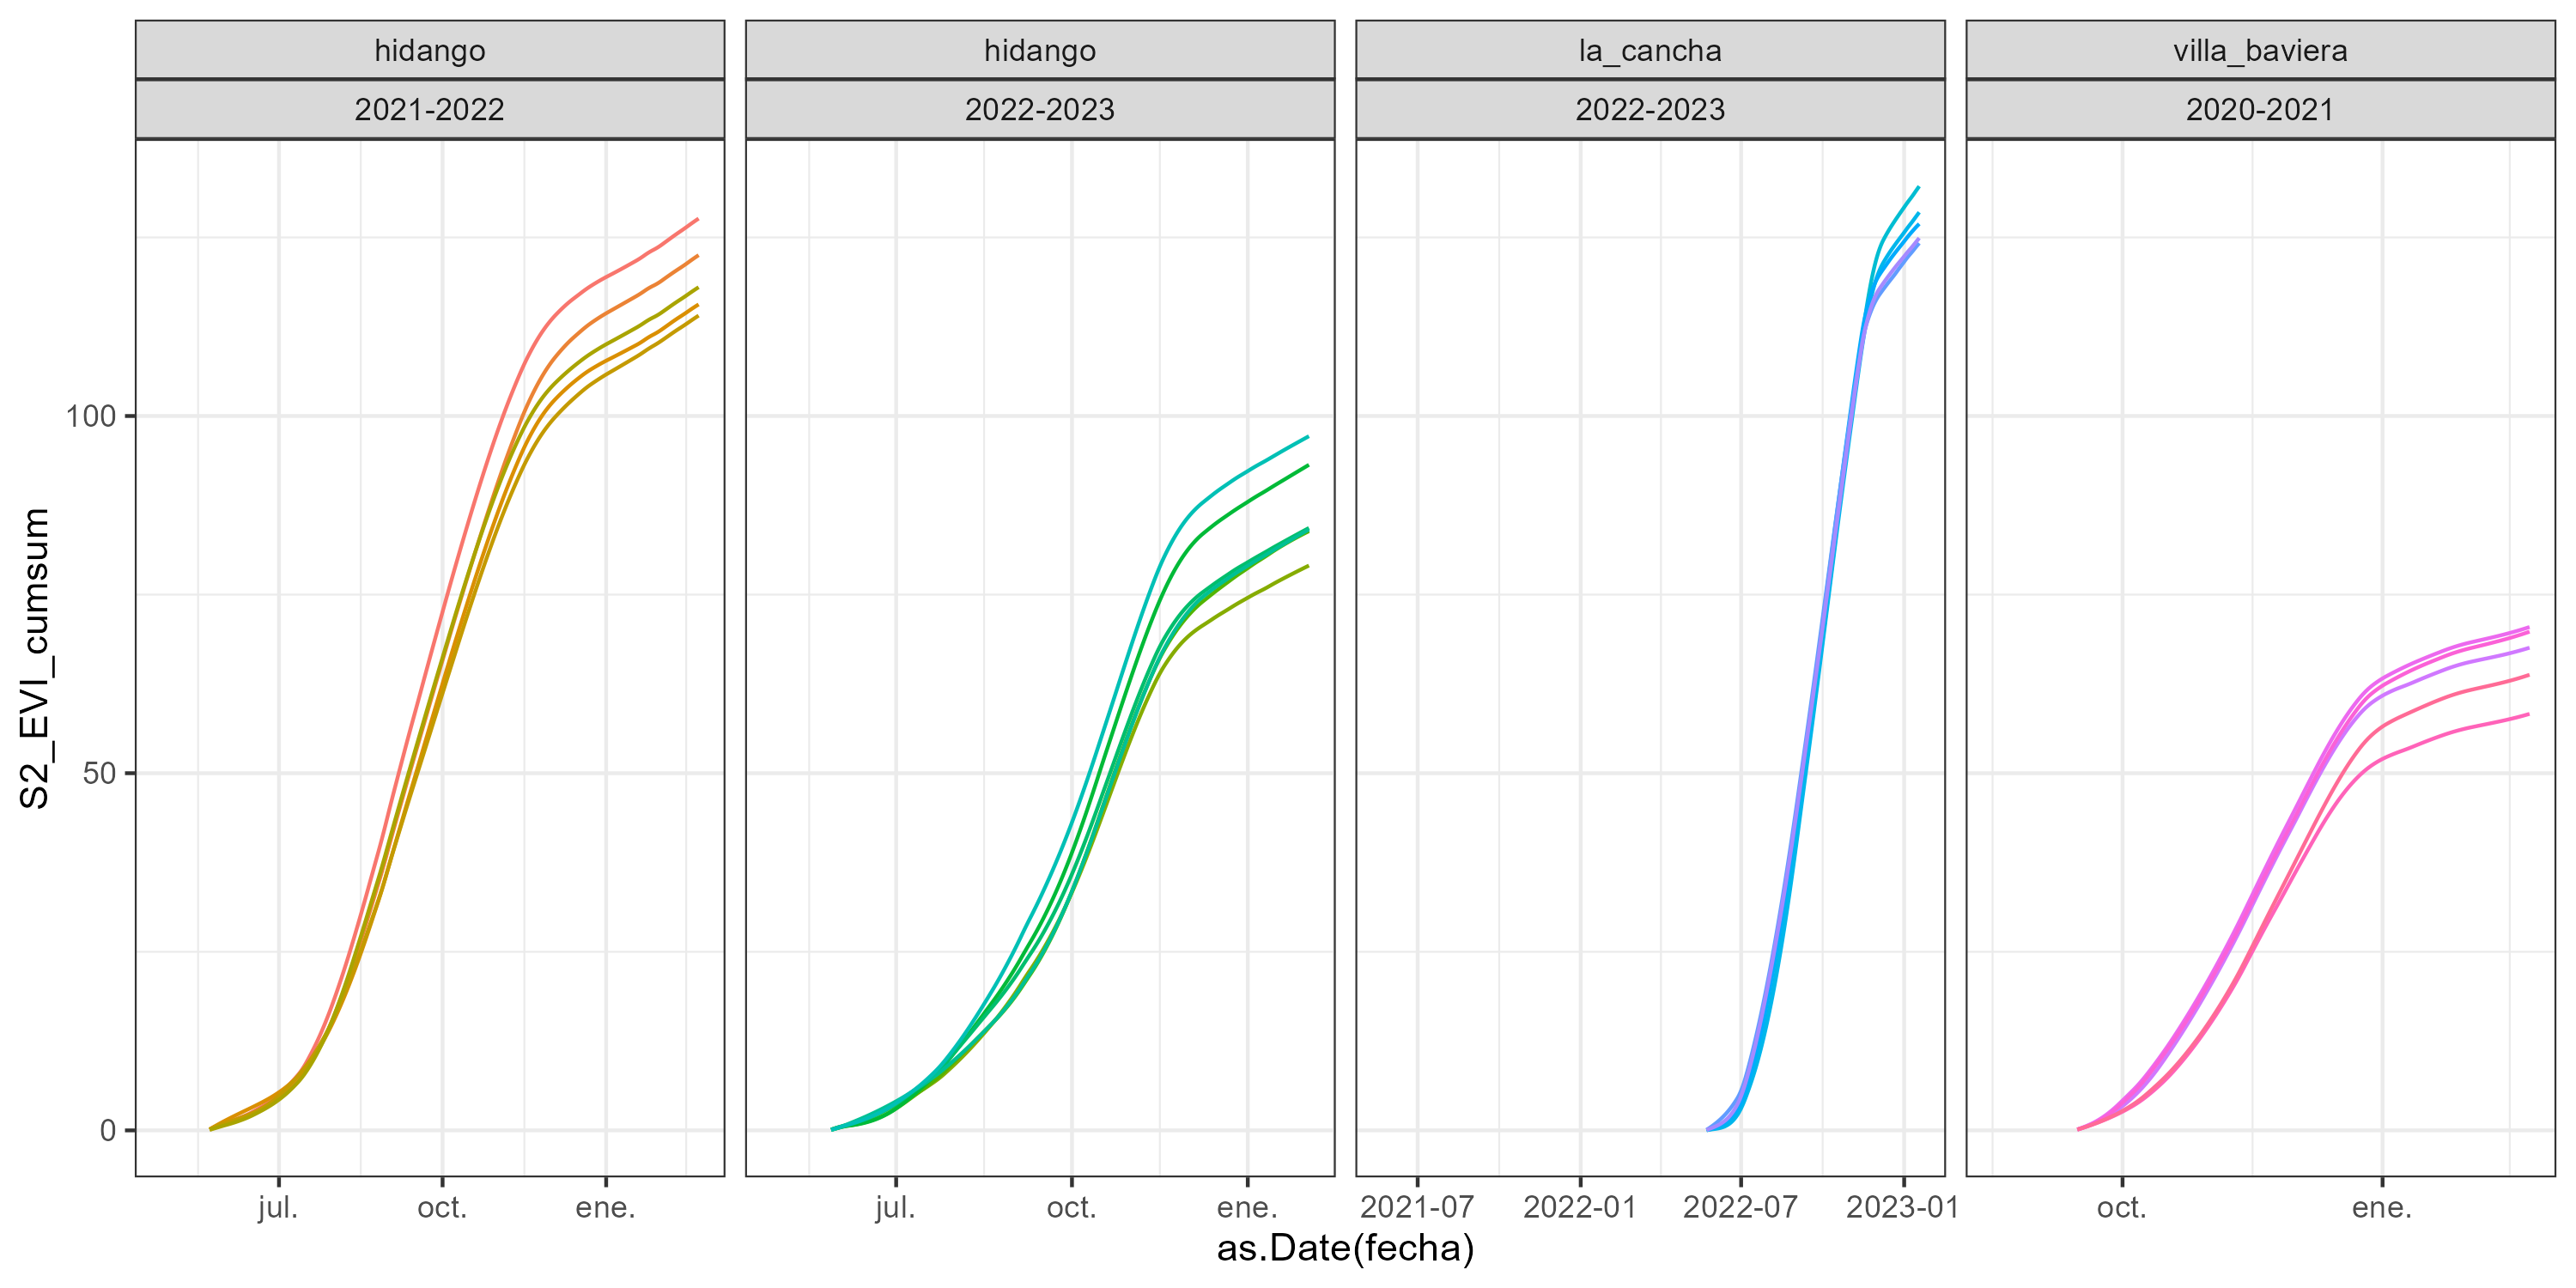 hidango hidango la_cancha villa_baviera
2021-2022 2022-2023 2022-2023 2020-2021
100
50
0
S2_EVI_cumsum
jul. oct. ene. jul. oct. ene. 2021-07 2022-01 2022-07 2023-01 oct. ene.
as.Date(fecha)